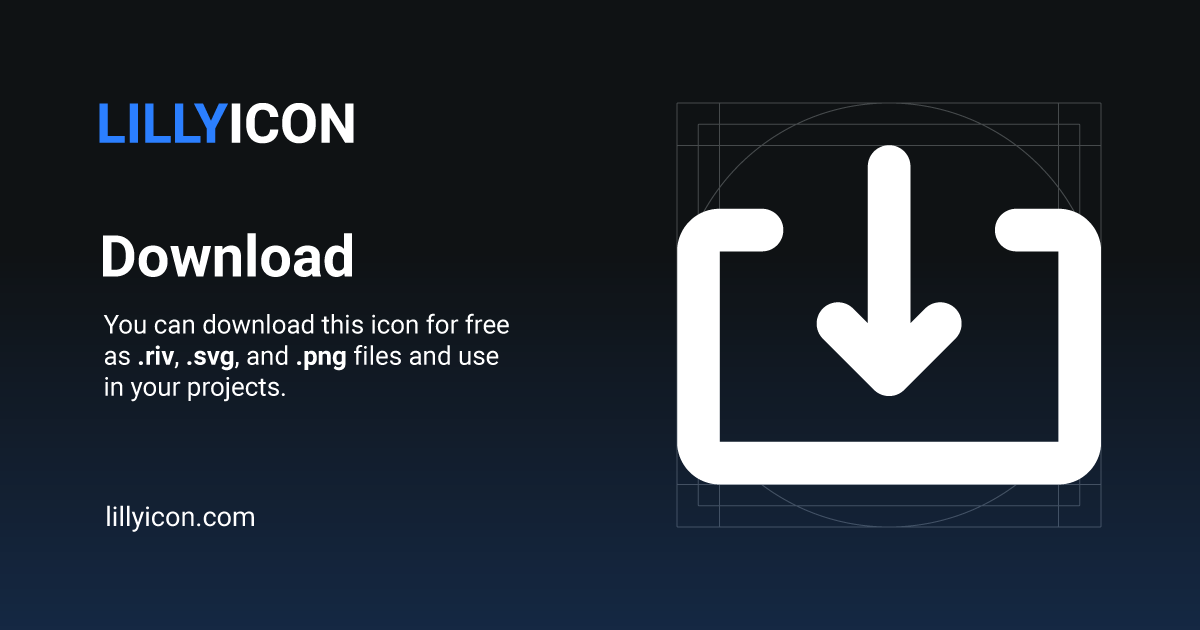 LILLYICON
Download
You can download this icon for free
as .riv, .svg, and .png files and use
in your projects.
lillyicon.com